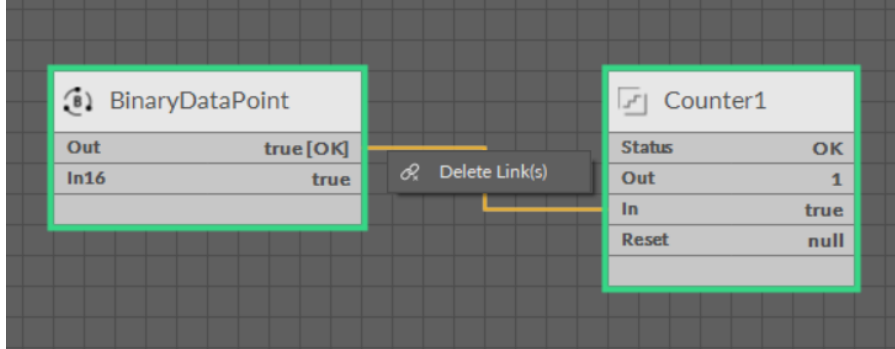 BinaryDataPoint
Out true [OK]
In16 true
Delete Link(s)
Counter1
Status OK
Out 1
In true
Reset null